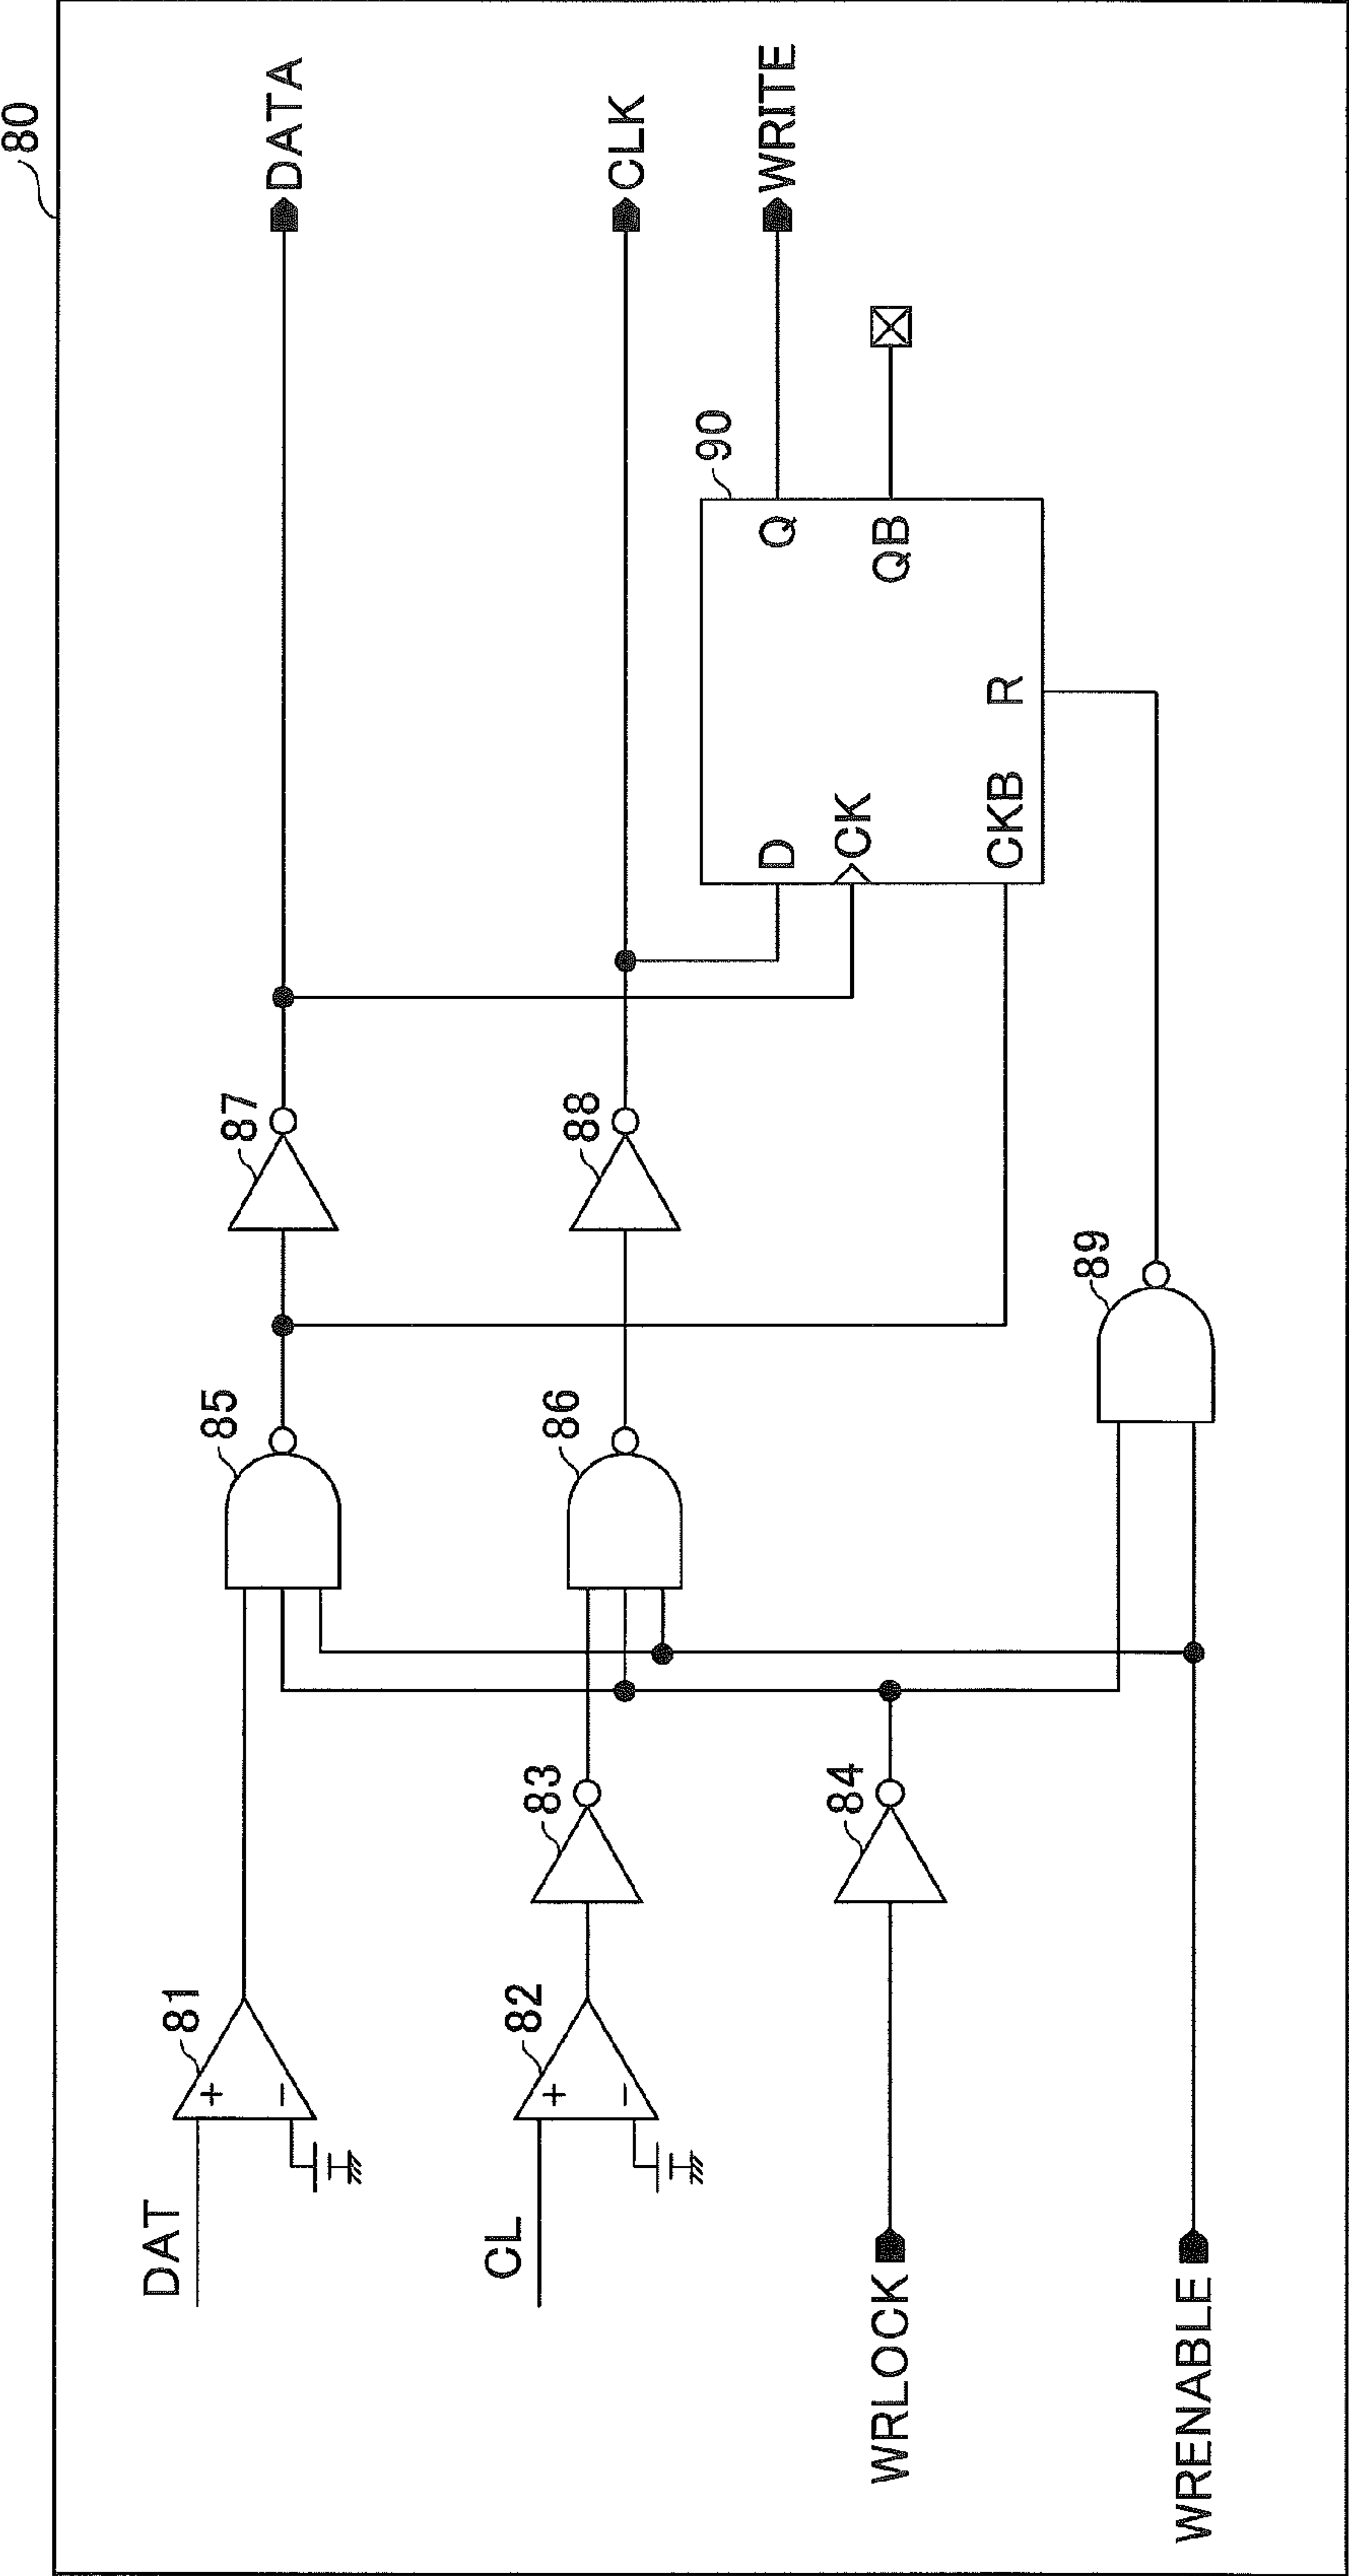 80
DAT
+
−
81
85
87
DATA
CL
+
−
82
83
86
88
CLK
WRLOCK
84
WRENABLE
89
90
D
CK
CKB
R
Q
QB
WRITE